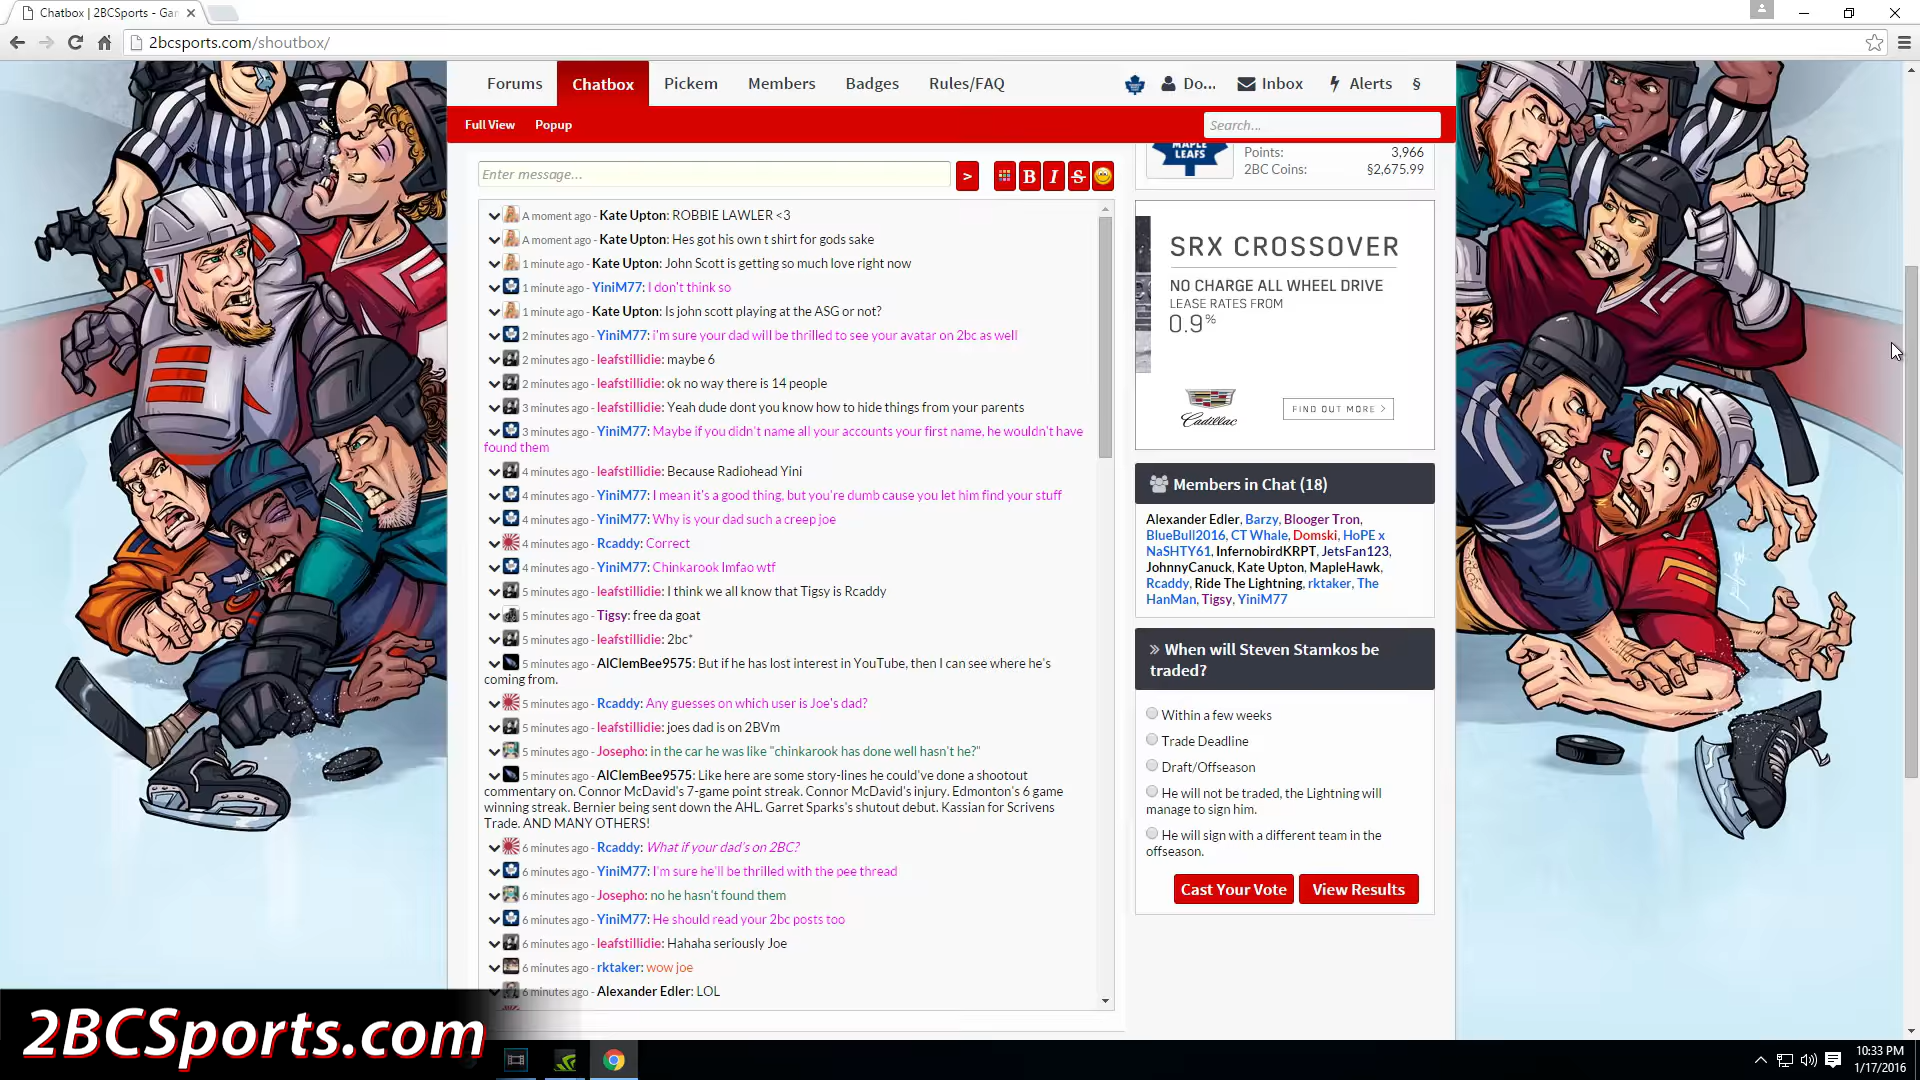 Chatbox | 2BCSports - Gar
2bcsports.com/shoutbox/
Forums Chatbox Pickem Members Badges Rules/FAQ Do... Inbox Alerts §
Full View Popup Search...
MAPLE LEAFS
Points: 3,966
2BC Coins: §2,675.99
Enter message... > B I S
A moment ago - Kate Upton: ROBBIE LAWLER <3
A moment ago - Kate Upton: Hes got his own t shirt for gods sake
1 minute ago - Kate Upton: John Scott is getting so much love right now
1 minute ago - YiniM77: I don't think so
1 minute ago - Kate Upton: Is john scott playing at the ASG or not?
2 minutes ago - YiniM77: i'm sure your dad will be thrilled to see your avatar on 2bc as well
2 minutes ago - leafstillidie: maybe 6
2 minutes ago - leafstillidie: ok no way there is 14 people
3 minutes ago - leafstillidie: Yeah dude dont you know how to hide things from your parents
3 minutes ago - YiniM77: Maybe if you didn't name all your accounts your first name, he wouldn't have
found them
4 minutes ago - leafstillidie: Because Radiohead Yini
4 minutes ago - YiniM77: I mean it's a good thing, but you're dumb cause you let him find your stuff
4 minutes ago - YiniM77: Why is your dad such a creep joe
4 minutes ago - Rcaddy: Correct
4 minutes ago - YiniM77: Chinkarook lmfao wtf
5 minutes ago - leafstillidie: I think we all know that Tigsy is Rcaddy
5 minutes ago - Tigsy: free da goat
5 minutes ago - leafstillidie: 2bc*
5 minutes ago - AlClemBee9575: But if he has lost interest in YouTube, then I can see where he's
coming from.
5 minutes ago - Rcaddy: Any guesses on which user is Joe's dad?
5 minutes ago - leafstillidie: joes dad is on 2BVm
5 minutes ago - Josepho: in the car he was like "chinkarook has done well hasn't he?"
5 minutes ago - AlClemBee9575: Like here are some story-lines he could've done a shootout
commentary on. Connor McDavid's 7-game point streak. Connor McDavid's injury. Edmonton's 6 game
winning streak. Bernier being sent down the AHL. Garret Sparks's shutout debut. Kassian for Scrivens
Trade. AND MANY OTHERS!
6 minutes ago - Rcaddy: What if your dad's on 2BC?
6 minutes ago - YiniM77: I'm sure he'll be thrilled with the pee thread
6 minutes ago - Josepho: no he hasn't found them
6 minutes ago - YiniM77: He should read your 2bc posts too
6 minutes ago - leafstillidie: Hahaha seriously Joe
6 minutes ago - rktaker: wow joe
6 minutes ago - Alexander Edler: LOL
SRX CROSSOVER
NO CHARGE ALL WHEEL DRIVE
LEASE RATES FROM
0.9%
Cadillac
FIND OUT MORE >
Members in Chat (18)
Alexander Edler, Barzy, Blooger Tron,
BlueBull2016, CT Whale, Domski, HoPE x
NaSHTY61, InfernobirdKRPT, JetsFan123,
JohnnyCanuck, Kate Upton, MapleHawk,
Rcaddy, Ride The Lightning, rktaker, The
HanMan, Tigsy, YiniM77
» When will Steven Stamkos be
traded?
Within a few weeks
Trade Deadline
Draft/Offseason
He will not be traded, the Lightning will
manage to sign him.
He will sign with a different team in the
offseason.
Cast Your Vote View Results
2BCSports.com
10:33 PM
1/17/2016